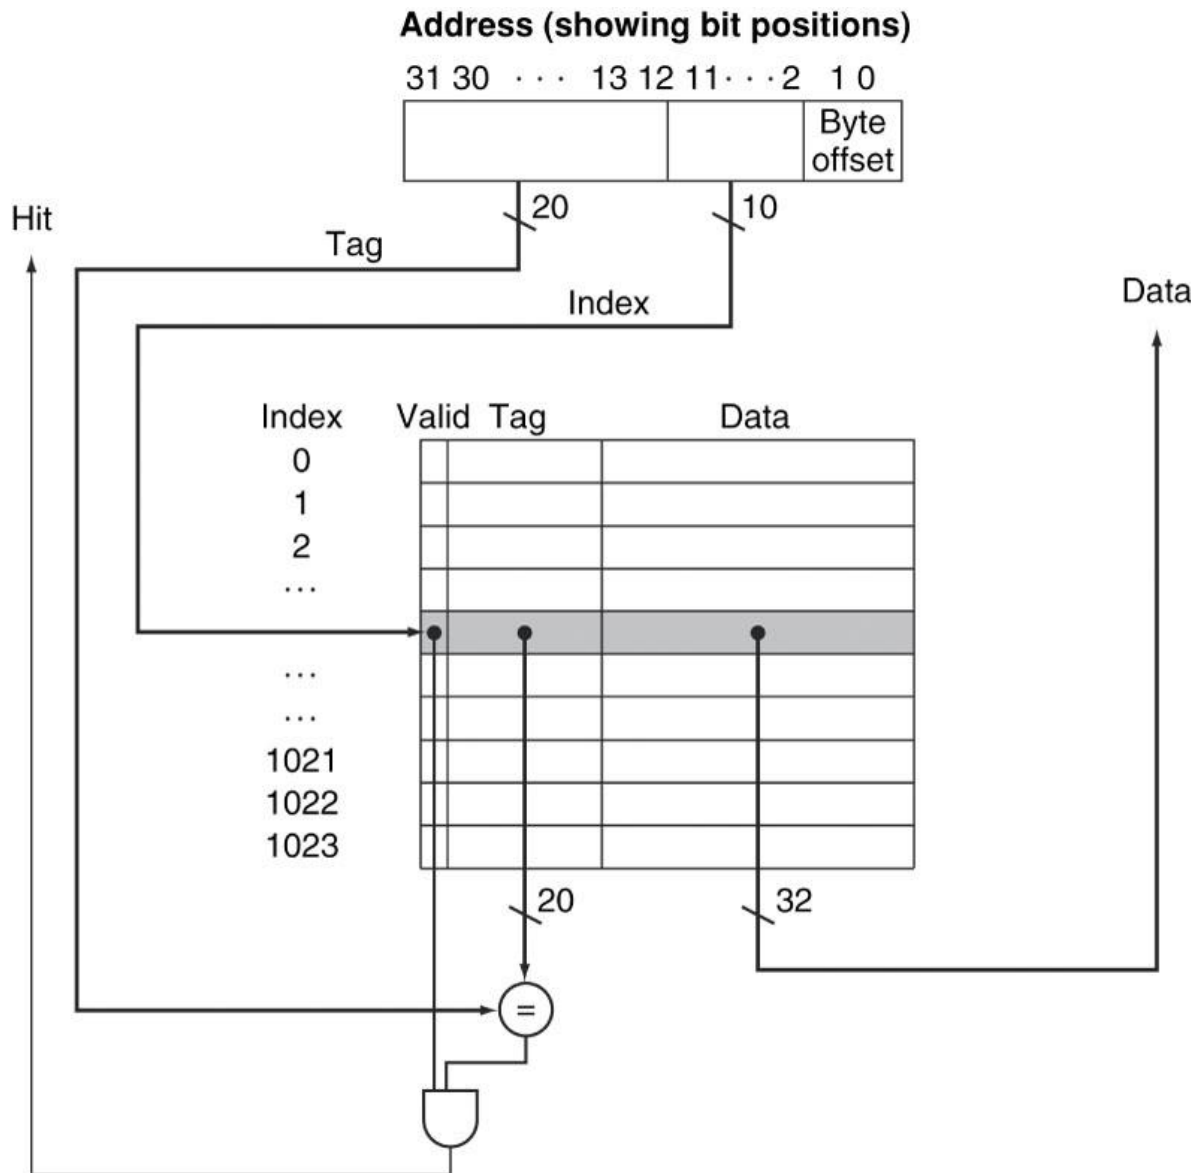 Address (showing bit positions)
31 30 · · · 13 12 11 · · · 2 1 0
Byte
offset
20 10
Hit
Tag
Data
Index
Index Valid Tag Data
0
1
2
· · ·
· · ·
· · ·
1021
1022
1023
20 32
=